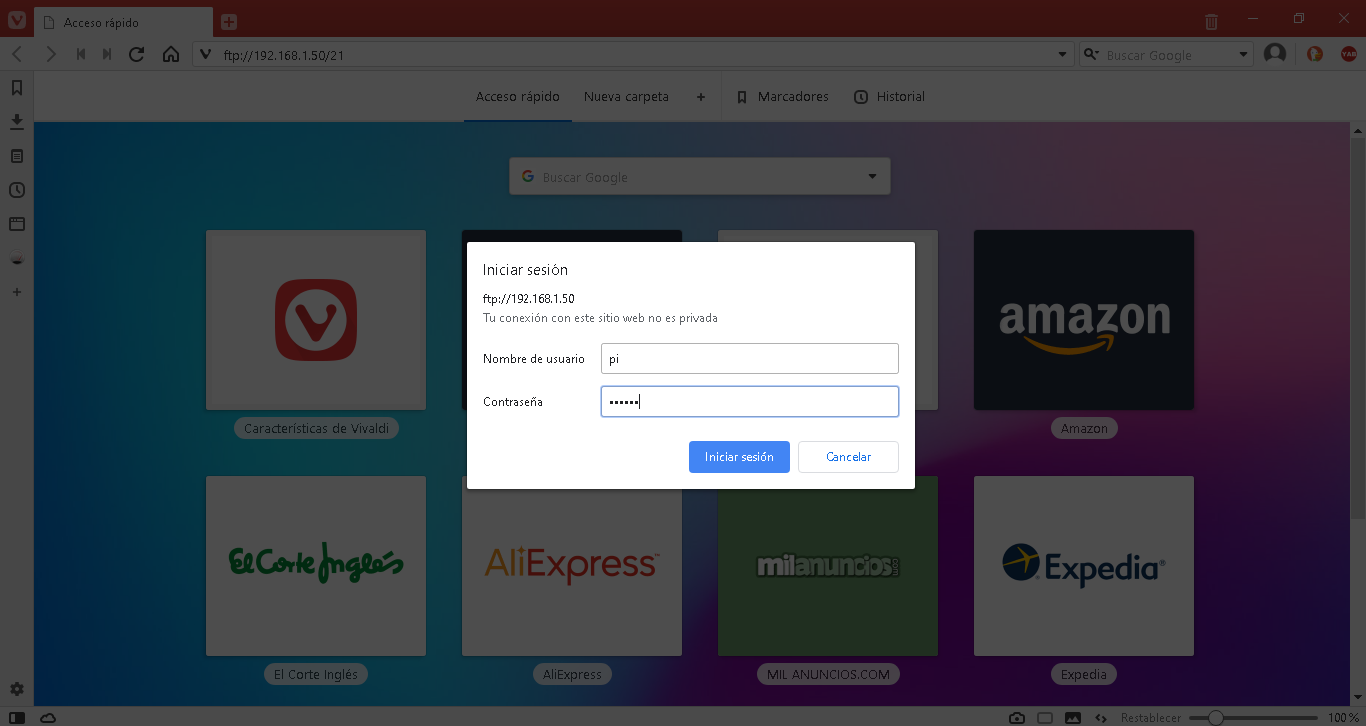 Acceso rápido
ftp://192.168.1.50/21
Buscar Google
YAB
Acceso rápido
Nueva carpeta
Marcadores
Historial
Buscar Google
Iniciar sesión
ftp://192.168.1.50
Tu conexión con este sitio web no es privada
Nombre de usuario
pi
Contraseña
••••••
Iniciar sesión
Cancelar
amazon
Características de Vivaldi
Amazon
El Corte Inglés
AliExpress™
milanuncios.com
Expedia®
El Corte Inglés
AliExpress
MIL ANUNCIOS.COM
Expedia
Restablecer
100 %